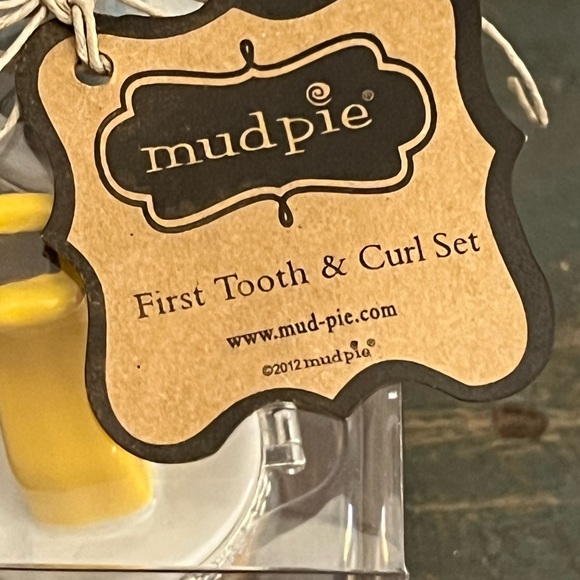 mudpie®
First Tooth & Curl Set
www.mud-pie.com
©2012 mudpie®